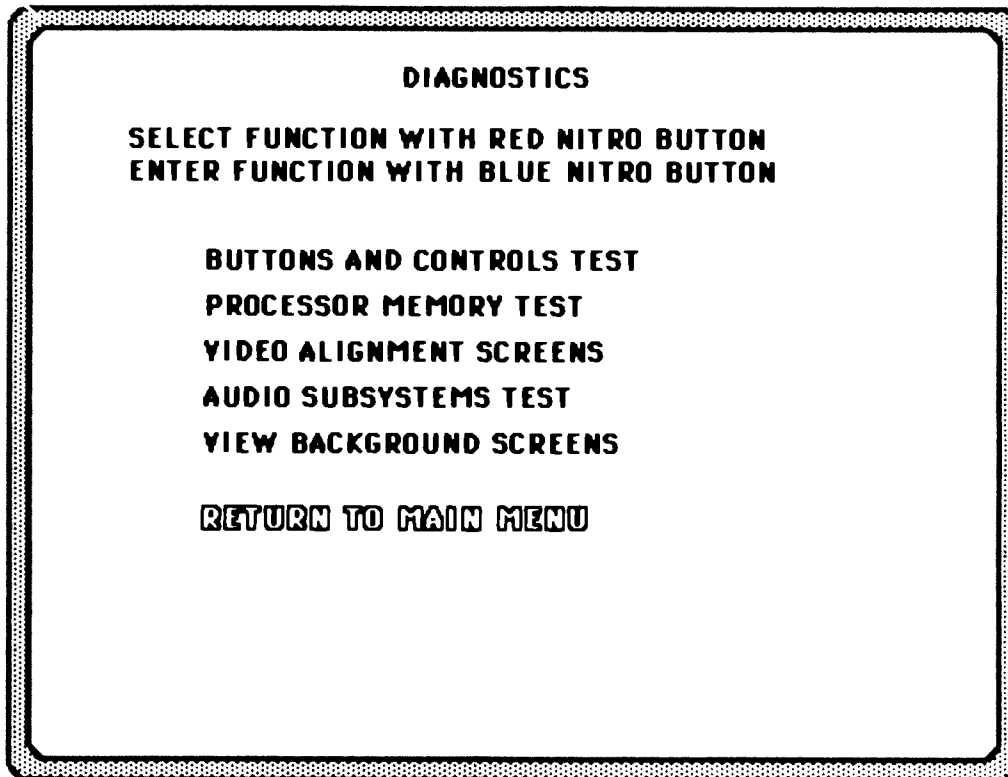 DIAGNOSTICS
SELECT FUNCTION WITH RED NITRO BUTTON
ENTER FUNCTION WITH BLUE NITRO BUTTON
BUTTONS AND CONTROLS TEST
PROCESSOR MEMORY TEST
VIDEO ALIGNMENT SCREENS
AUDIO SUBSYSTEMS TEST
VIEW BACKGROUND SCREENS
RETURN TO MAIN MENU